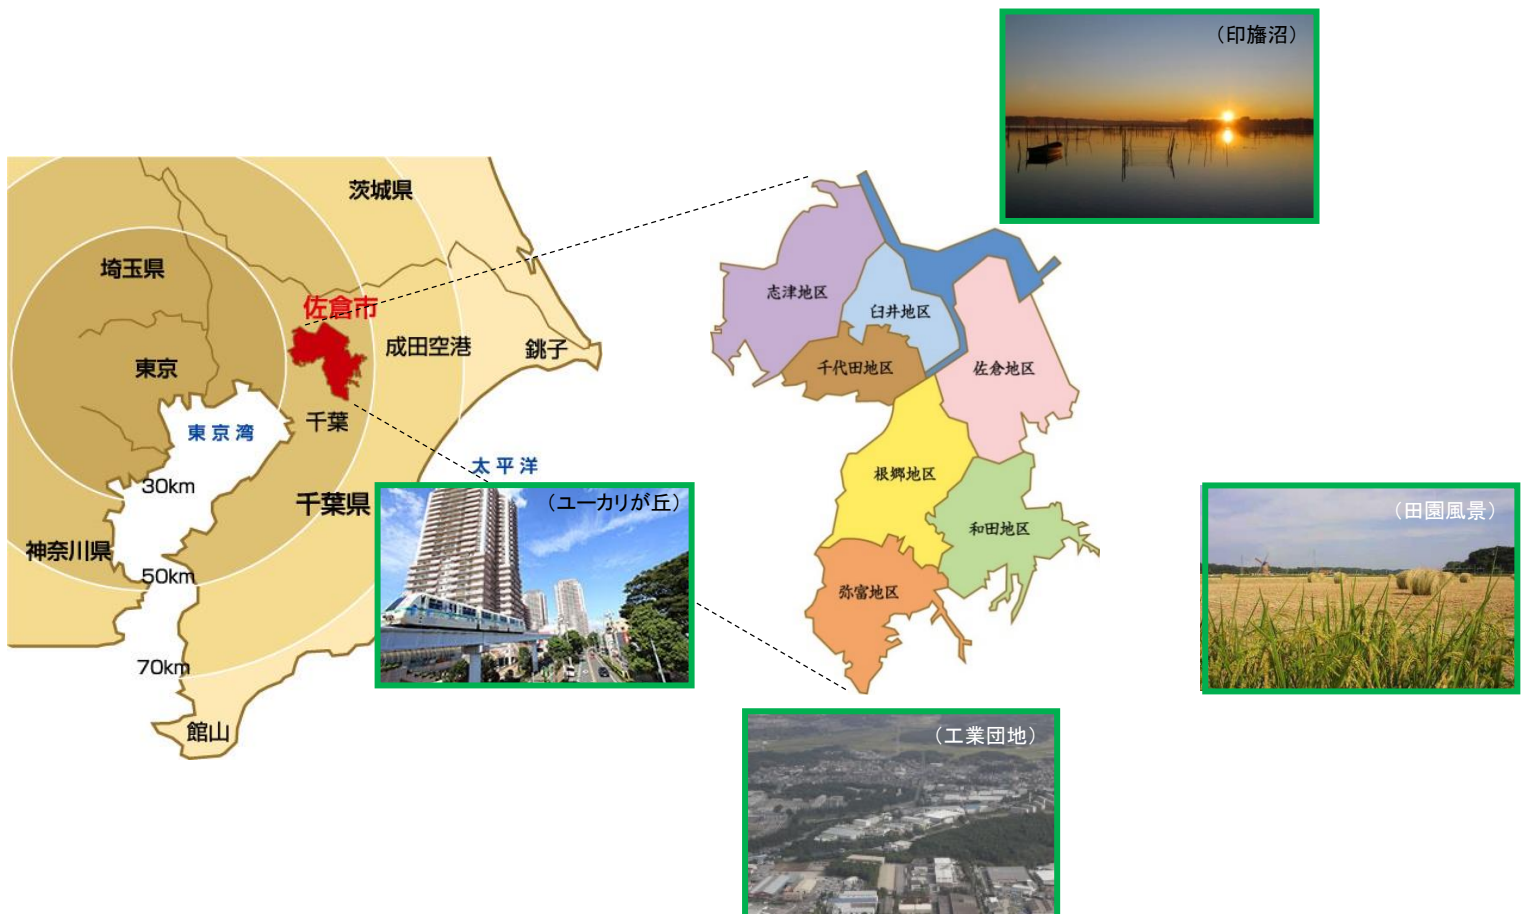 （印旛沼）
茨城県
埼玉県
佐倉市
成田空港
銚子
東京
千葉
東京湾
太平洋
30km
千葉県
神奈川県
50km
70km
館山
志津地区
臼井地区
千代田地区
佐倉地区
根郷地区
和田地区
弥富地区
（ユーカリが丘）
（田園風景）
（工業団地）